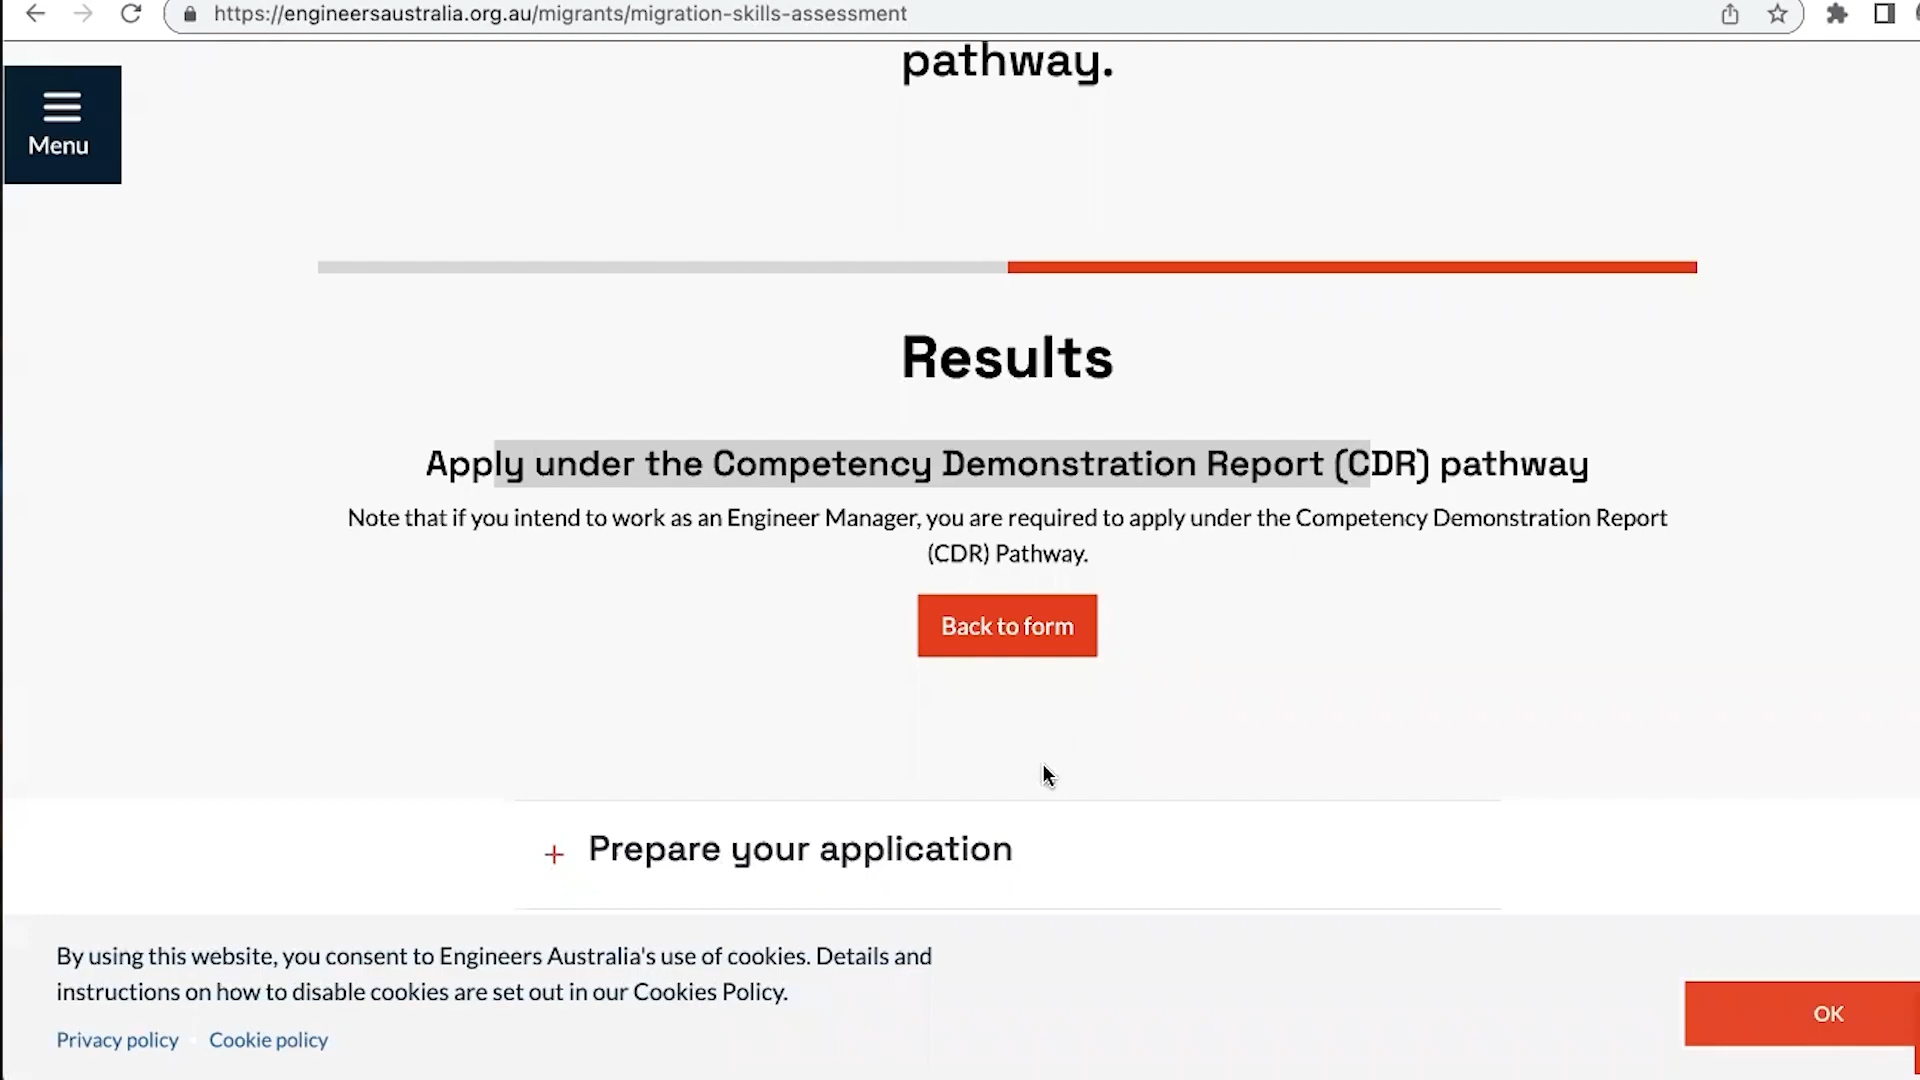 https://engineersaustralia.org.au/migrants/migration-skills-assessment
pathway.
Menu
Results
Apply under the Competency Demonstration Report (CDR) pathway
Note that if you intend to work as an Engineer Manager, you are required to apply under the Competency Demonstration Report
(CDR) Pathway.
Back to form
+ Prepare your application
By using this website, you consent to Engineers Australia's use of cookies. Details and
instructions on how to disable cookies are set out in our Cookies Policy.
Privacy policy Cookie policy
OK